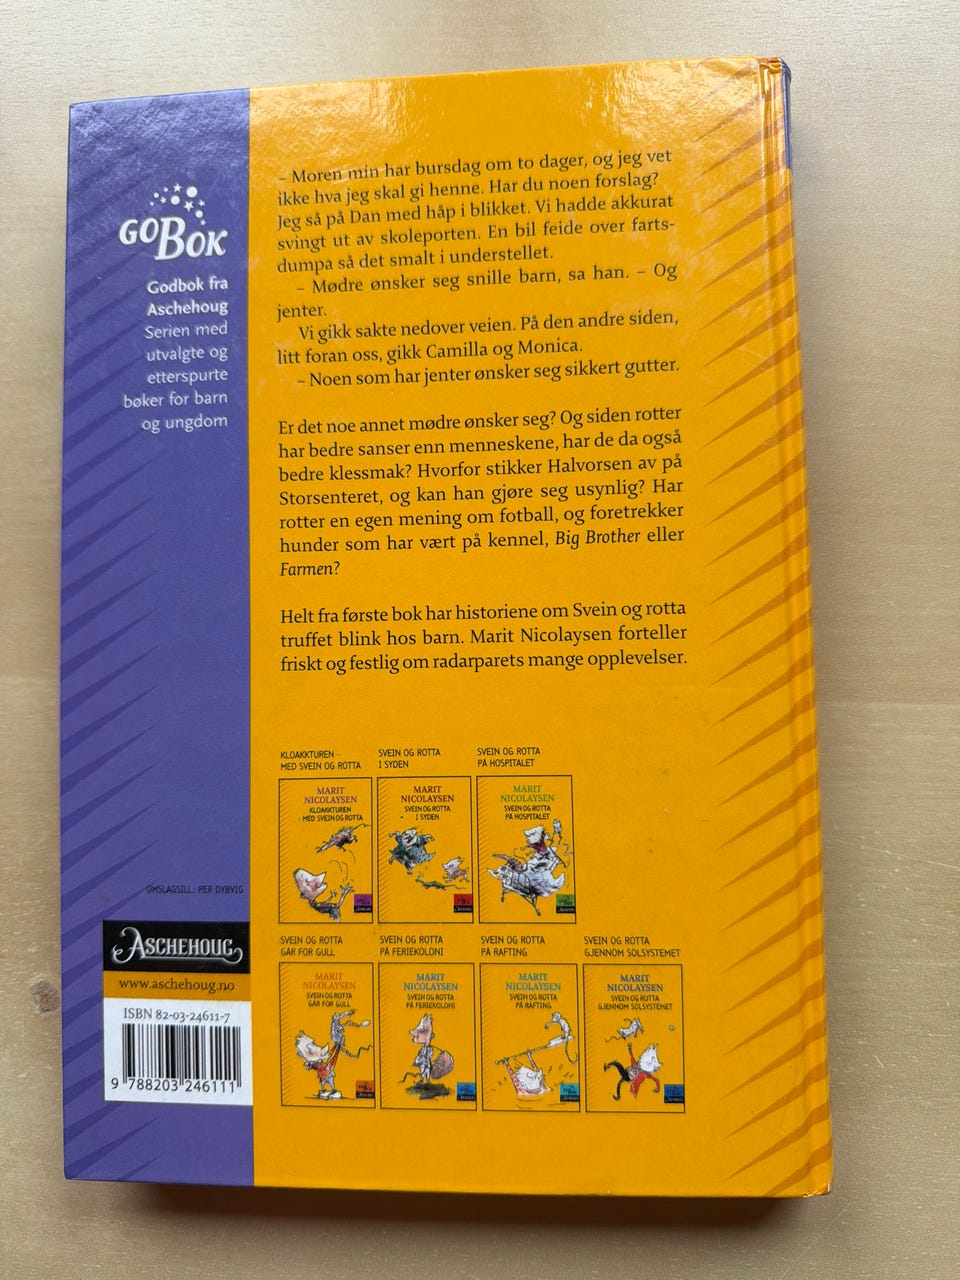 GOBOK
Godbok fra
Aschehoug
Serien med
utvalgte og
etterspurte
bøker for barn
og ungdom
– Moren min har bursdag om to dager, og jeg vet
ikke hva jeg skal gi henne. Har du noen forslag?
Jeg så på Dan med håp i blikket. Vi hadde akkurat
svingt ut av skoleporten. En bil feide over farts-
dumpa så det smalt i understellet.
– Mødre ønsker seg snille barn, sa han. – Og
jenter.
Vi gikk sakte nedover veien. På den andre siden,
litt foran oss, gikk Camilla og Monica.
– Noen som har jenter ønsker seg sikkert gutter.
Er det noe annet mødre ønsker seg? Og siden rotter
har bedre sanser enn menneskene, har de da også
bedre klessmak? Hvorfor stikker Halvorsen av på
Storsenteret, og kan han gjøre seg usynlig? Har
rotter en egen mening om fotball, og foretrekker
hunder som har vært på kennel, Big Brother eller
Farmen?
Helt fra første bok har historiene om Svein og rotta
truffet blink hos barn. Marit Nicolaysen forteller
friskt og festlig om radarparets mange opplevelser.
KLOAKKTUREN –
MED SVEIN OG ROTTA
MARIT
NICOLAYSEN
KLOAKKTUREN
– MED SVEIN OG ROTTA
SVEIN OG ROTTA
I SYDEN
MARIT
NICOLAYSEN
SVEIN OG ROTTA
I SYDEN
SVEIN OG ROTTA
PÅ HOSPITALET
MARIT
NICOLAYSEN
SVEIN OG ROTTA
PÅ HOSPITALET
SVEIN OG ROTTA
GÅR FOR GULL
MARIT
NICOLAYSEN
SVEIN OG ROTTA
GÅR FOR GULL
SVEIN OG ROTTA
PÅ FERIEKOLONI
MARIT
NICOLAYSEN
SVEIN OG ROTTA
PÅ FERIEKOLONI
SVEIN OG ROTTA
PÅ RAFTING
MARIT
NICOLAYSEN
SVEIN OG ROTTA
PÅ RAFTING
SVEIN OG ROTTA
GJENNOM SOLSYSTEMET
MARIT
NICOLAYSEN
SVEIN OG ROTTA
GJENNOM SOLSYSTEMET
OMSLAGSILL: PER DYBVIG
ASCHEHOUG
www.aschehoug.no
ISBN 82-03-24611-7
9 788203 246111